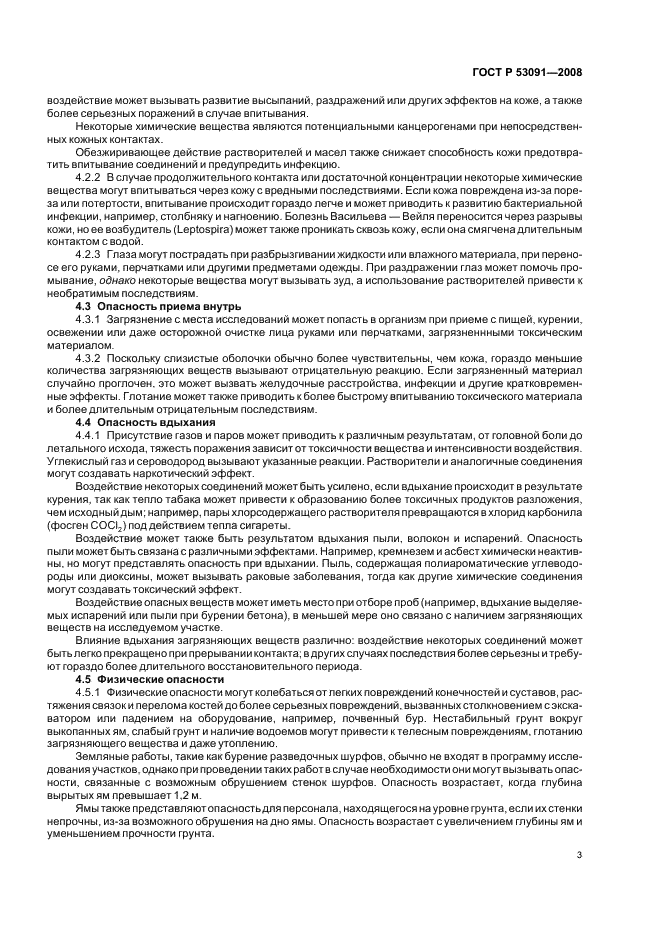 ГОСТ Р 53091—2008
воздействие может вызывать развитие высыпаний, раздражений или других эффектов на коже, а также
более серьезных поражений в случае впитывания.
Некоторые химические вещества являются потенциальными канцерогенами при непосредствен-
ных кожных контактах.
Обезжиривающее действие растворителей и масел также снижает способность кожи предотвра-
тить впитывание соединений и предупредить инфекцию.
4.2.2 В случае продолжительного контакта или достаточной концентрации некоторые химические
вещества могут впитываться через кожу с вредными последствиями. Если кожа повреждена из-за поре-
за или потертости, впитывание происходит гораздо легче и может приводить к развитию бактериальной
инфекции, например, столбняку и нагноению. Болезнь Васильева — Вейля переносится через разрывы
кожи, но ее возбудитель (Leptospira) может также проникать сквозь кожу, если она смягчена длительным
контактом с водой.
4.2.3 Глаза могут пострадать при разбрызгивании жидкости или влажного материала, при перено-
се его руками, перчатками или другими предметами одежды. При раздражении глаз может помочь про-
мывание, однако некоторые вещества могут вызывать зуд, а использование растворителей привести к
необратимым последствиям.
4.3 Опасность приема внутрь
4.3.1 Загрязнение с места исследований может попасть в организм при приеме с пищей, курении,
освежении или даже осторожной очистке лица руками или перчатками, загрязненнными токсическим
материалом.
4.3.2 Поскольку слизистые оболочки обычно более чувствительны, чем кожа, гораздо меньшие
количества загрязняющих веществ вызывают отрицательную реакцию. Если загрязненный материал
случайно проглочен, это может вызвать желудочные расстройства, инфекции и другие кратковремен-
ные эффекты. Глотание может также приводить к более быстрому впитыванию токсического материала
и более длительным отрицательным последствиям.
4.4 Опасность вдыхания
4.4.1 Присутствие газов и паров может приводить к различным результатам, от головной боли до
летального исхода, тяжесть поражения зависит от токсичности вещества и интенсивности воздействия.
Углекислый газ и сероводород вызывают указанные реакции. Растворители и аналогичные соединения
могут создавать наркотический эффект.
Воздействие некоторых соединений может быть усилено, если вдыхание происходит в результате
курения, так как тепло табака может привести к образованию более токсичных продуктов разложения,
чем исходный дым; например, пары хлорсодержащего растворителя превращаются в хлорид карбонила
(фосген COCl2) под действием тепла сигареты.
Воздействие может также быть результатом вдыхания пыли, волокон и испарений. Опасность
пыли может быть связана с различными эффектами. Например, кремнезем и асбест химически неактив-
ны, но могут представлять опасность при вдыхании. Пыль, содержащая полиароматические углеводо-
роды или диоксины, может вызывать раковые заболевания, тогда как другие химические соединения
могут создавать токсический эффект.
Воздействие опасных веществ может иметь место при отборе проб (например, вдыхание выделяе-
мых испарений или пыли при бурении бетона), в меньшей мере оно связано с наличием загрязняющих
веществ на исследуемом участке.
Влияние вдыхания загрязняющих веществ различно: воздействие некоторых соединений может
быть легко прекращено при прерывании контакта; в других случаях последствия более серьезны и требу-
ют гораздо более длительного восстановительного периода.
4.5 Физические опасности
4.5.1 Физические опасности могут колебаться от легких повреждений конечностей и суставов, рас-
тяжения связок и перелома костей до более серьезных повреждений, вызванных столкновением с экска-
ватором или падением на оборудование, например, почвенный бур. Нестабильный грунт вокруг
выкопанных ям, слабый грунт и наличие водоемов могут привести к телесным повреждениям, глотанию
загрязняющего вещества и даже утоплению.
Земляные работы, такие как бурение разведочных шурфов, обычно не входят в программу иссле-
дования участков, однако при проведении таких работ в случае необходимости они могут вызывать опас-
ности, связанные с возможным обрушением стенок шурфов. Опасность возрастает, когда глубина
вырытых ям превышает 1,2 м.
Ямы также представляют опасность для персонала, находящегося на уровне грунта, если их стенки
непрочны, из-за возможного обрушения на дно ямы. Опасность возрастает с увеличением глубины ям и
уменьшением прочности грунта.
3